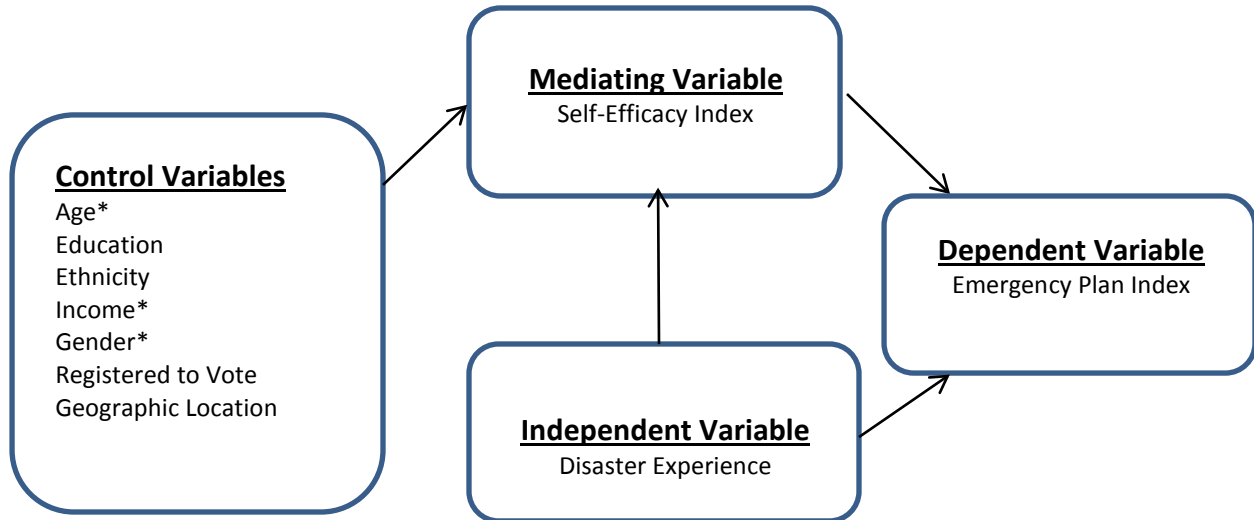 Control Variables
Age*
Education
Ethnicity
Income*
Gender*
Registered to Vote
Geographic Location
Mediating Variable
Self-Efficacy Index
Independent Variable
Disaster Experience
Dependent Variable
Emergency Plan Index